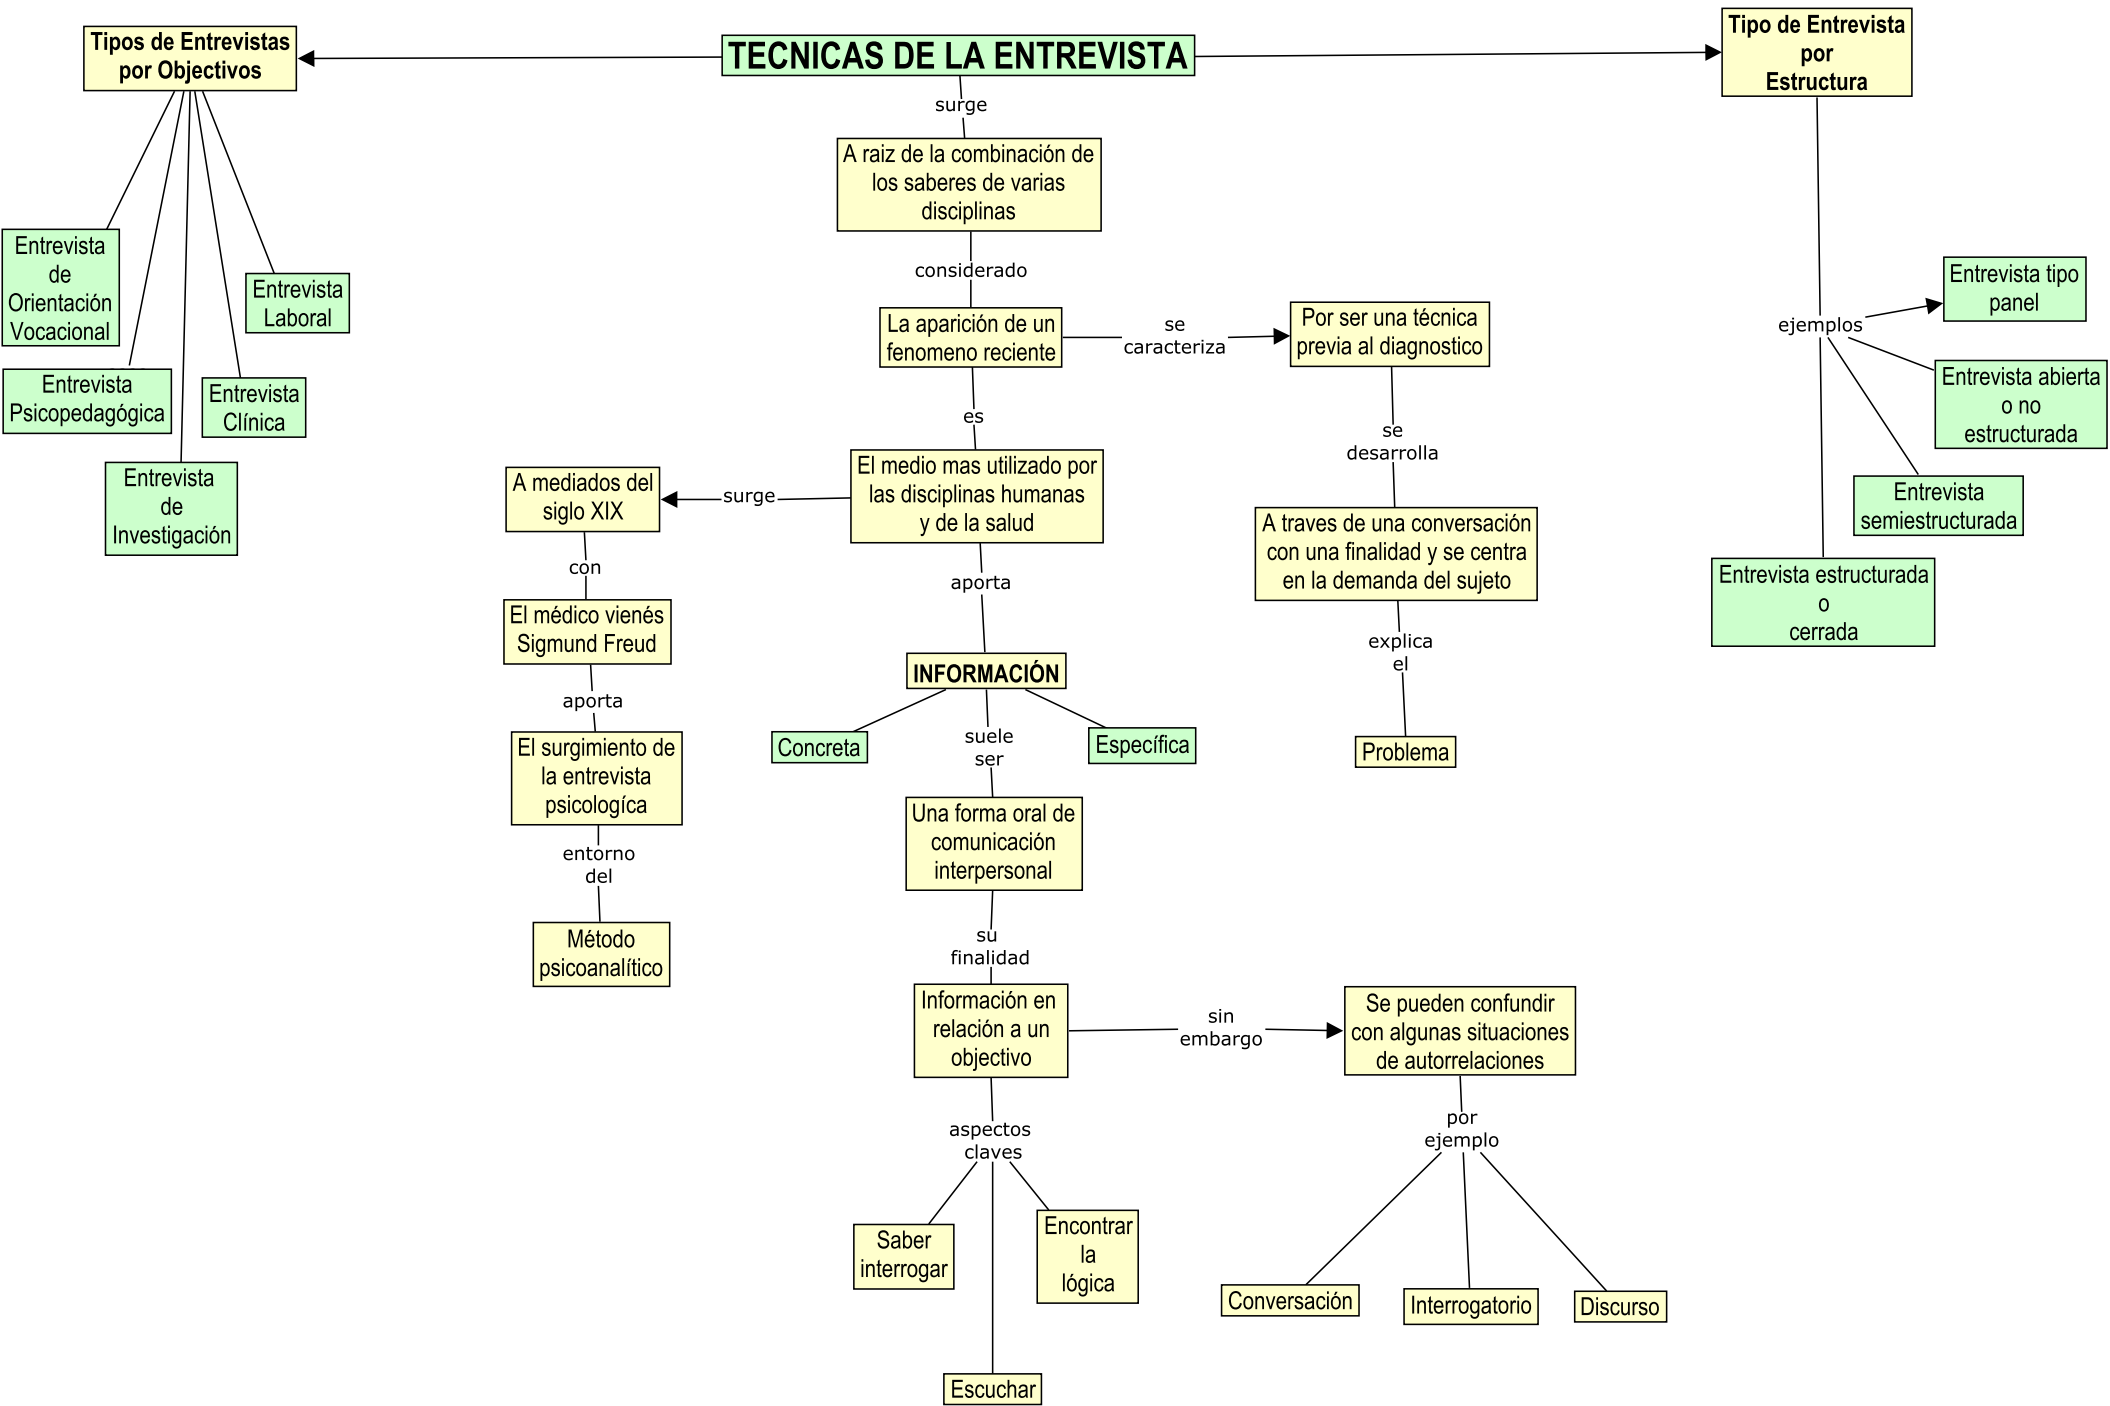 TECNICAS DE LA ENTREVISTA
Tipos de Entrevistas
por Objectivos
Entrevista
de
Orientación
Vocacional
Entrevista
Psicopedagógica
Entrevista
de
Investigación
Entrevista
Clínica
Entrevista
Laboral
surge
A raiz de la combinación de
los saberes de varias
disciplinas
considerado
La aparición de un
fenomeno reciente
se
caracteriza
Por ser una técnica
previa al diagnostico
se
desarrolla
A traves de una conversación
con una finalidad y se centra
en la demanda del sujeto
explica
el
Problema
es
El medio mas utilizado por
las disciplinas humanas
y de la salud
surge
A mediados del
siglo XIX
con
El médico vienés
Sigmund Freud
aporta
El surgimiento de
la entrevista
psicologíca
entorno
del
Método
psicoanalítico
aporta
INFORMACIÓN
Concreta
Específica
suele
ser
Una forma oral de
comunicación
interpersonal
su
finalidad
Información en
relación a un
objectivo
sin
embargo
Se pueden confundir
con algunas situaciones
de autorrelaciones
por
ejemplo
Conversación
Interrogatorio
Discurso
aspectos
claves
Saber
interrogar
Escuchar
Encontrar
la
lógica
Tipo de Entrevista
por
Estructura
ejemplos
Entrevista tipo
panel
Entrevista abierta
o no
estructurada
Entrevista
semiestructurada
Entrevista estructurada
o
cerrada